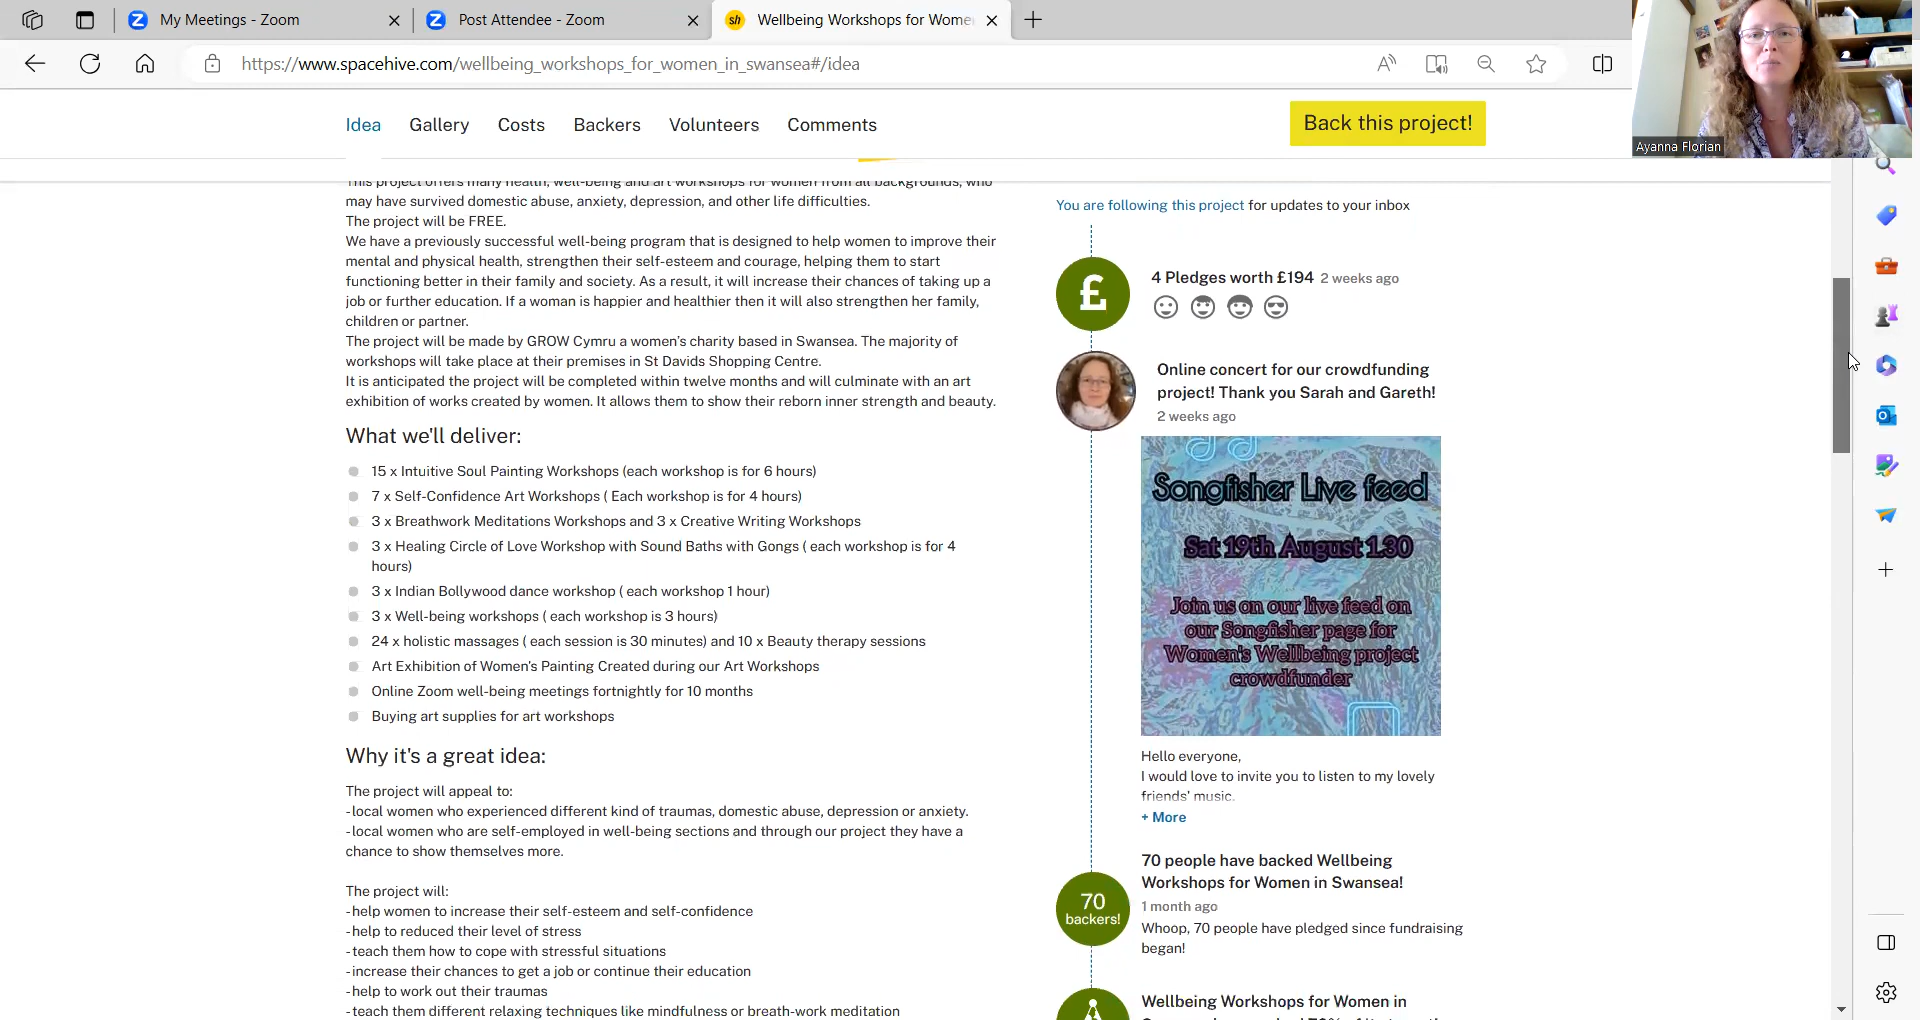 My Meetings - Zoom
Post Attendee - Zoom
sh
Wellbeing Workshops for Wome
https://www.spacehive.com/wellbeing_workshops_for_women_in_swansea#/idea
Idea
Gallery
Costs
Backers
Volunteers
Comments
Back this project!
Ayanna Florian
This project offers many health, well-being and art workshops for women from all backgrounds, who
may have survived domestic abuse, anxiety, depression, and other life difficulties.
The project will be FREE.
We have a previously successful well-being program that is designed to help women to improve their
mental and physical health, strengthen their self-esteem and courage, helping them to start
functioning better in their family and society. As a result, it will increase their chances of taking up a
job or further education. If a woman is happier and healthier then it will also strengthen her family,
children or partner.
The project will be made by GROW Cymru a women's charity based in Swansea. The majority of
workshops will take place at their premises in St Davids Shopping Centre.
It is anticipated the project will be completed within twelve months and will culminate with an art
exhibition of works created by women. It allows them to show their reborn inner strength and beauty.
What we'll deliver:
15 x Intuitive Soul Painting Workshops (each workshop is for 6 hours)
7 x Self-Confidence Art Workshops ( Each workshop is for 4 hours)
3 x Breathwork Meditations Workshops and 3 x Creative Writing Workshops
3 x Healing Circle of Love Workshop with Sound Baths with Gongs ( each workshop is for 4
hours)
3 x Indian Bollywood dance workshop ( each workshop 1 hour)
3 x Well-being workshops ( each workshop is 3 hours)
24 x holistic massages ( each session is 30 minutes) and 10 x Beauty therapy sessions
Art Exhibition of Women's Painting Created during our Art Workshops
Online Zoom well-being meetings fortnightly for 10 months
Buying art supplies for art workshops
Why it's a great idea:
The project will appeal to:
-local women who experienced different kind of traumas, domestic abuse, depression or anxiety.
-local women who are self-employed in well-being sections and through our project they have a
chance to show themselves more.
The project will:
-help women to increase their self-esteem and self-confidence
-help to reduced their level of stress
-teach them how to cope with stressful situations
-increase their chances to get a job or continue their education
-help to work out their traumas
-teach them different relaxing techniques like mindfulness or breath-work meditation
You are following this project for updates to your inbox
£
4 Pledges worth £194 2 weeks ago
Online concert for our crowdfunding
project! Thank you Sarah and Gareth!
2 weeks ago
Songfisher Live feed
Sat 19th August 1.30
Join us on our live feed on
our Songfisher page for
Women's Wellbeing project
crowdfunder
Hello everyone,
I would love to invite you to listen to my lovely
friends' music.
+ More
70 people have backed Wellbeing
Workshops for Women in Swansea!
70
backers!
1 month ago
Whoop, 70 people have pledged since fundraising
began!
Wellbeing Workshops for Women in